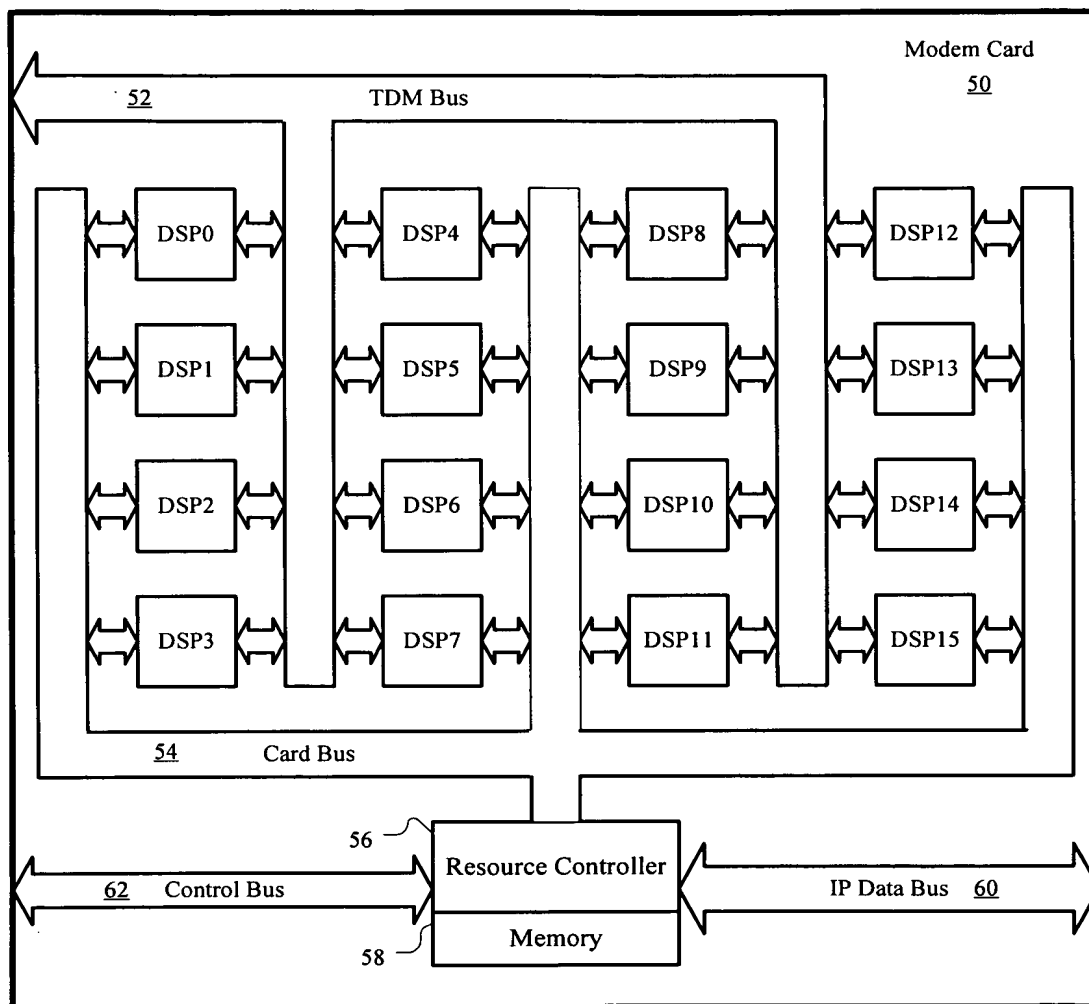 Modem Card
50
52 TDM Bus
DSP0 DSP4 DSP8 DSP12
DSP1 DSP5 DSP9 DSP13
DSP2 DSP6 DSP10 DSP14
DSP3 DSP7 DSP11 DSP15
54 Card Bus
56
Resource Controller
62 Control Bus
IP Data Bus 60
58
Memory